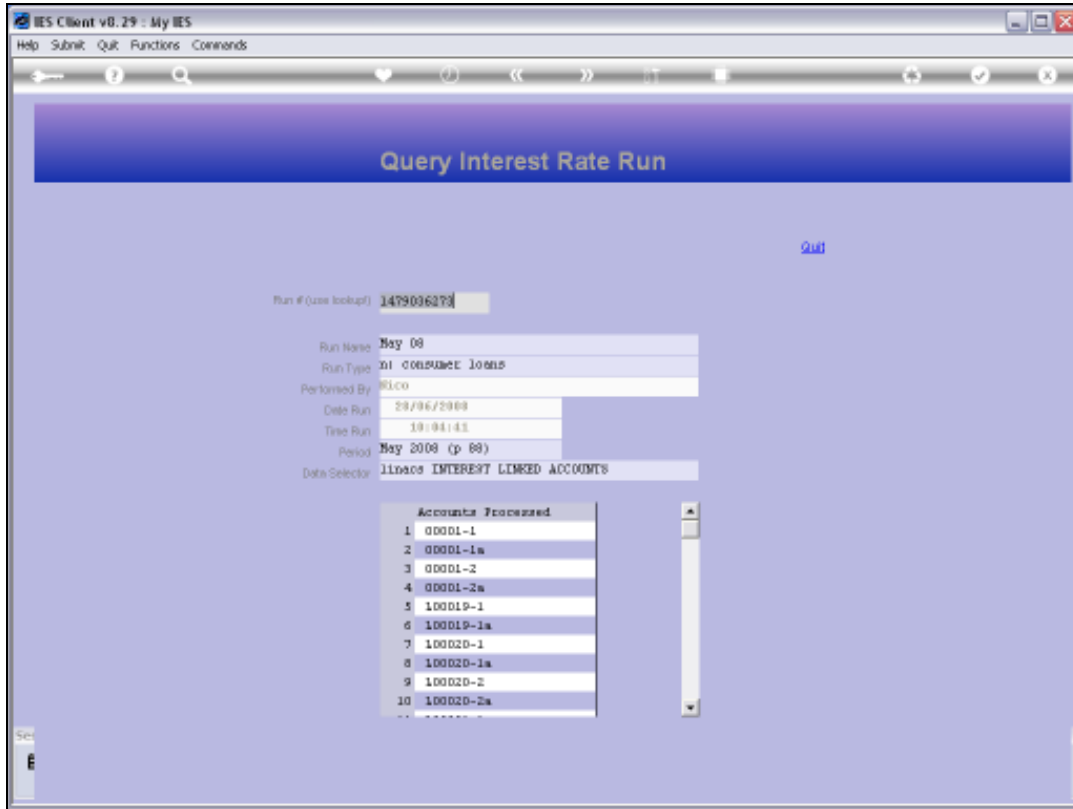 IES Client v8.29 : My IES
Help Submit Quit Functions Commands
Query Interest Rate Run
Quit
Run # (use lookup!) 1479036273
Run Name May 08
Run Type n: consumer loans
Performed By Rico
Date Run 28/06/2008
Time Run 10:04:41
Period May 2008 (p 88)
Data Selector linacs INTEREST LINKED ACCOUNTS
Accounts Processed
1 00001-1
2 00001-1a
3 00001-2
4 00001-2a
5 100019-1
6 100019-1a
7 100020-1
8 100020-1a
9 100020-2
10 100020-2a